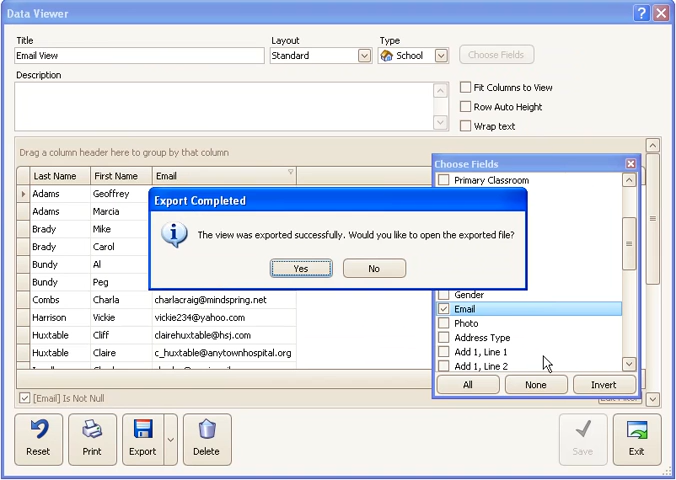 Data Viewer
Title
Layout
Type
Email View
Standard
School
Choose Fields
Description
Fit Columns to View
Row Auto Height
Wrap text
Drag a column header here to group by that column
Last Name First Name Email
Adams Geoffrey
Adams Marcia
Brady Mike
Brady Carol
Bundy Al
Bundy Peg
Combs Charla charlacraig@mindspring.net
Harrison Vickie vickie234@yahoo.com
Huxtable Cliff clairehuxtable@hsj.com
Huxtable Claire c_huxtable@anytownhospital.org
Choose Fields
Primary Classroom
Gender
Email
Photo
Address Type
Add 1, Line 1
Add 1, Line 2
All None Invert
Export Completed
The view was exported successfully. Would you like to open the exported file?
Yes No
[Email] Is Not Null
Edit Filter
Reset Print Export Delete Save Exit